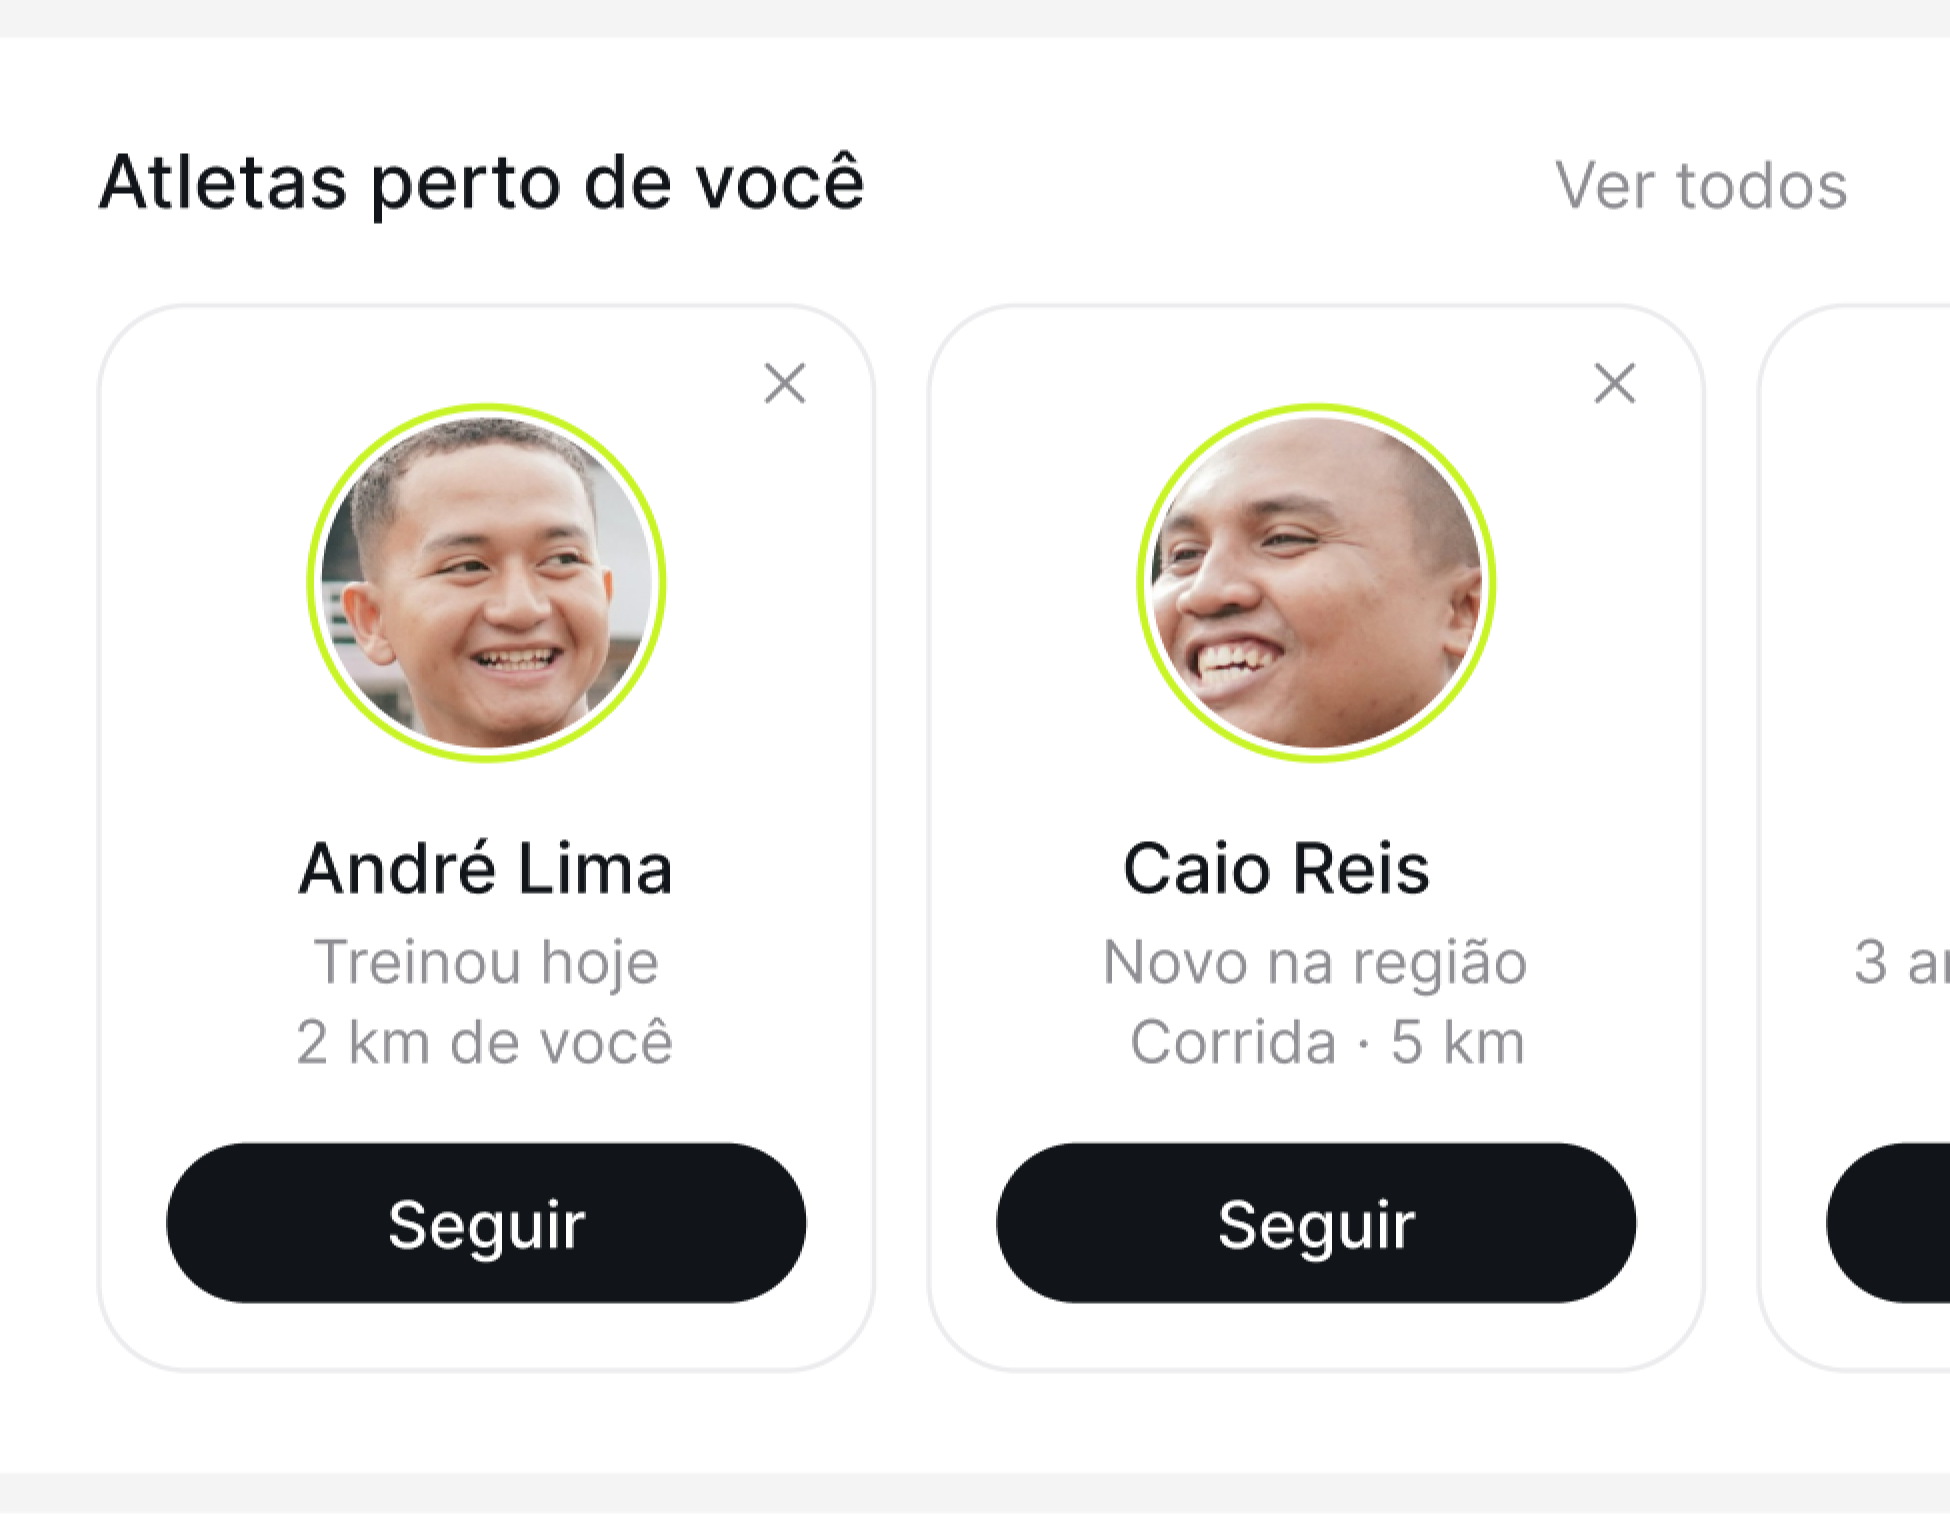 Atletas perto de você
Ver todos
André Lima
Treinou hoje
2 km de você
Seguir
Caio Reis
Novo na região
Corrida · 5 km
Seguir
3